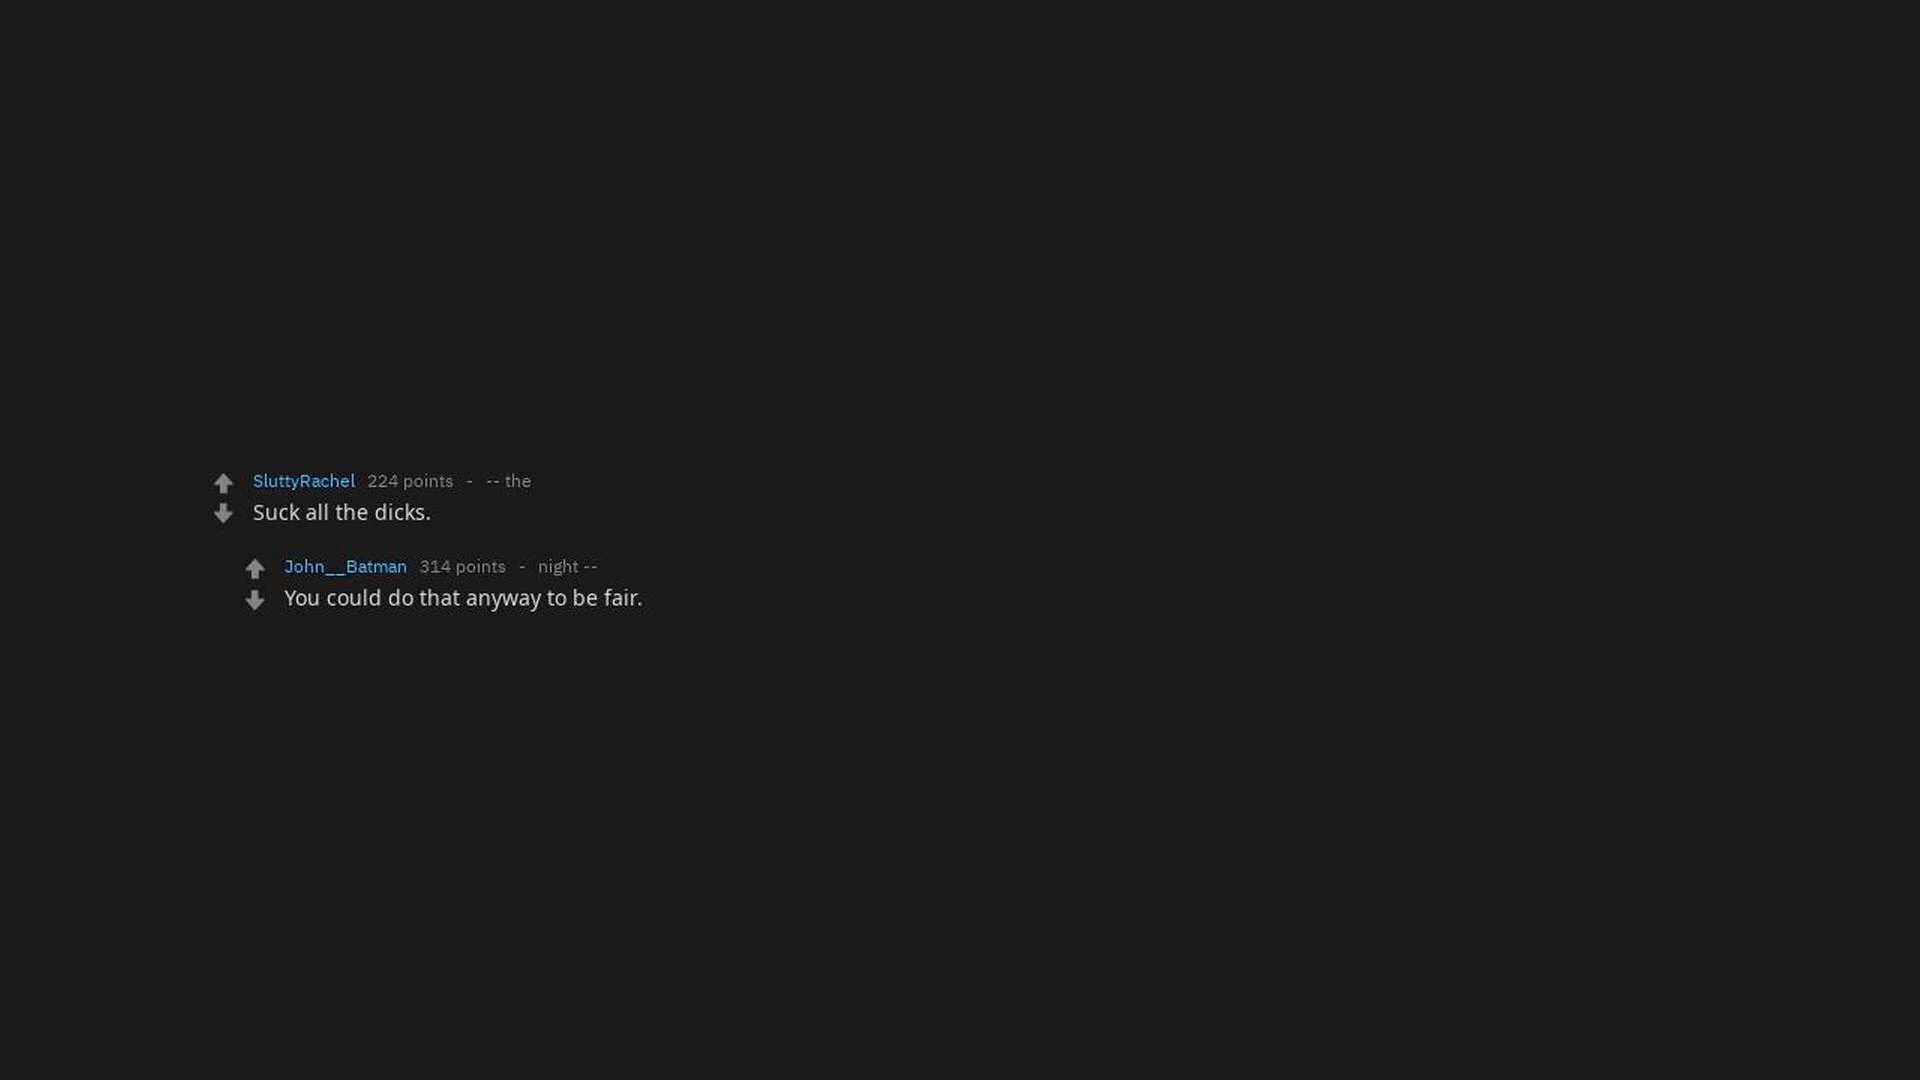 SluttyRachel 224 points - -- the
Suck all the dicks.
John__Batman 314 points - night --
You could do that anyway to be fair.